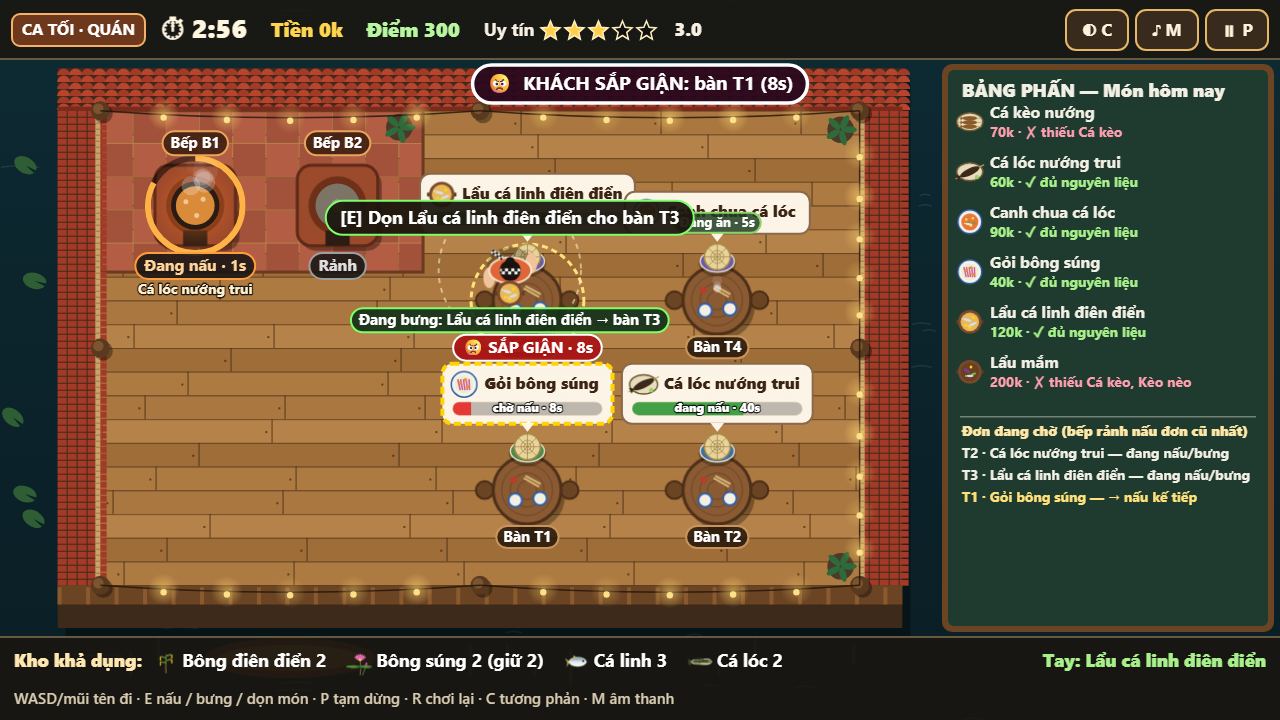 CA TỐI · QUÁN
2:56
Tiền 0k
Điểm 300
Uy tín
3.0
C
♪ M
P
KHÁCH SẮP GIẬN: bàn T1 (8s)
Bếp B1
Bếp B2
Đang nấu · 1s
Cá lóc nướng trui
Rảnh
Lẩu cá linh điên điển
cá lóc
[E] Dọn Lẩu cá linh điên điển cho bàn T3
ăn · 5s
Đang bưng: Lẩu cá linh điên điển → bàn T3
Bàn T4
SẮP GIẬN · 8s
Gỏi bông súng
chờ nấu · 8s
Cá lóc nướng trui
đang nấu · 40s
Bàn T1
Bàn T2
BẢNG PHẤN — Món hôm nay
Cá kèo nướng
70k · ✗ thiếu Cá kèo
Cá lóc nướng trui
60k · ✓ đủ nguyên liệu
Canh chua cá lóc
90k · ✓ đủ nguyên liệu
Gỏi bông súng
40k · ✓ đủ nguyên liệu
Lẩu cá linh điên điển
120k · ✓ đủ nguyên liệu
Lẩu mắm
200k · ✗ thiếu Cá kèo, Kèo nèo
Đơn đang chờ (bếp rảnh nấu đơn cũ nhất)
T2 · Cá lóc nướng trui — đang nấu/bưng
T3 · Lẩu cá linh điên điển — đang nấu/bưng
T1 · Gỏi bông súng — → nấu kế tiếp
Kho khả dụng:
Bông điên điển 2
Bông súng 2 (giữ 2)
Cá linh 3
Cá lóc 2
Tay: Lẩu cá linh điên điển
WASD/mũi tên đi · E nấu / bưng / dọn món · P tạm dừng · R chơi lại · C tương phản · M âm thanh